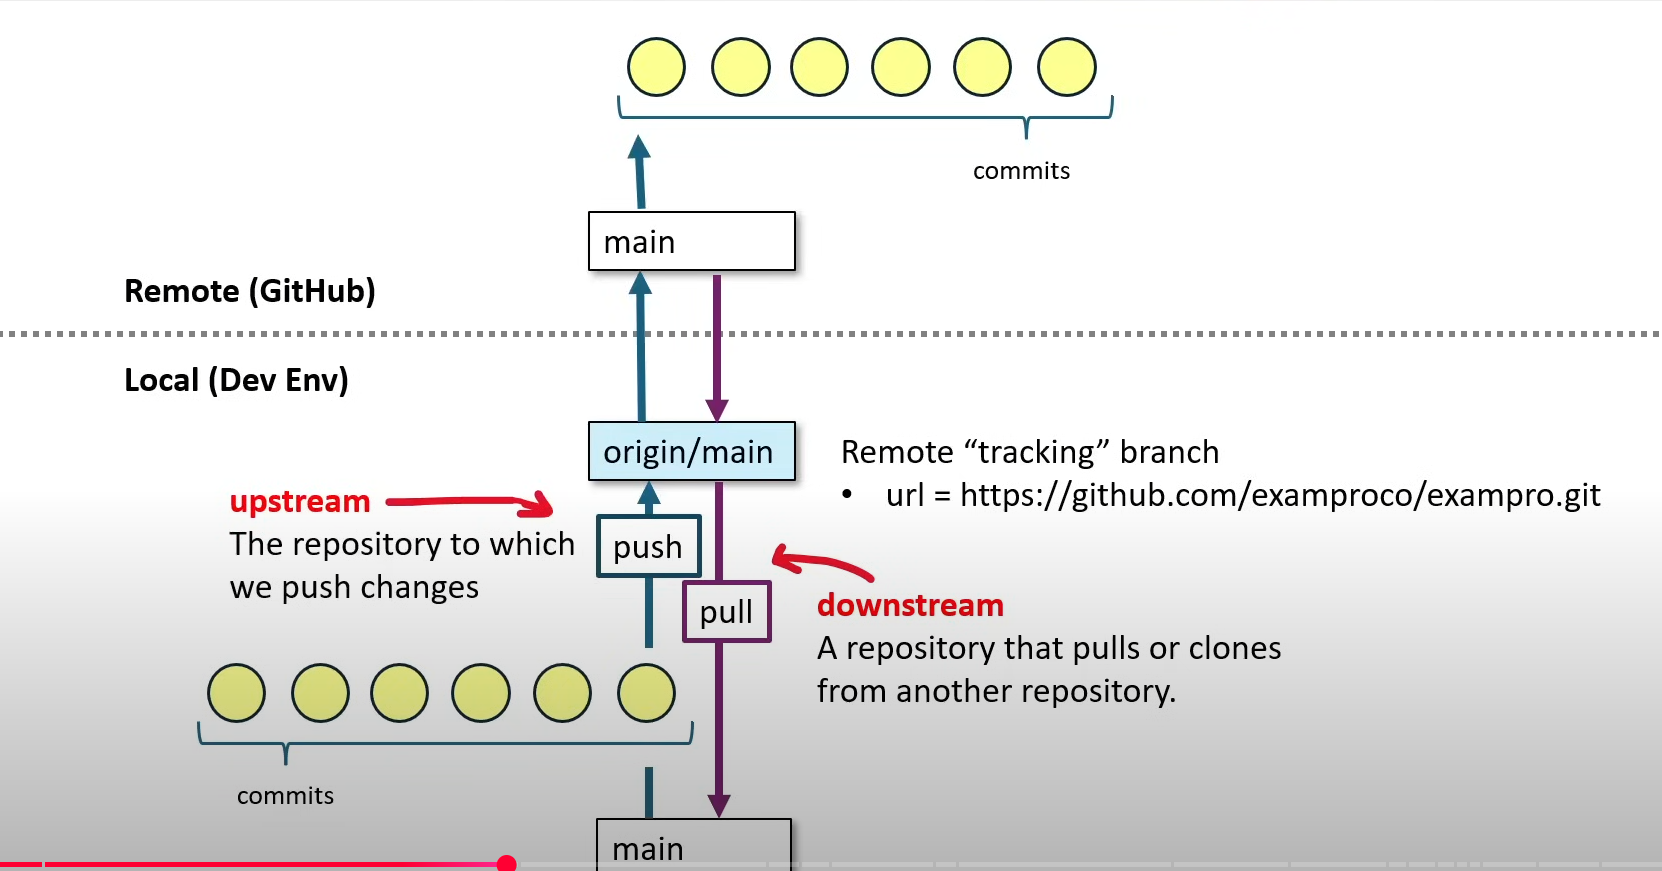 commits
main
Remote (GitHub)
Local (Dev Env)
origin/main
Remote “tracking” branch
• url = https://github.com/examproco/exampro.git
upstream
The repository to which
we push changes
push
pull
downstream
A repository that pulls or clones
from another repository.
commits
main